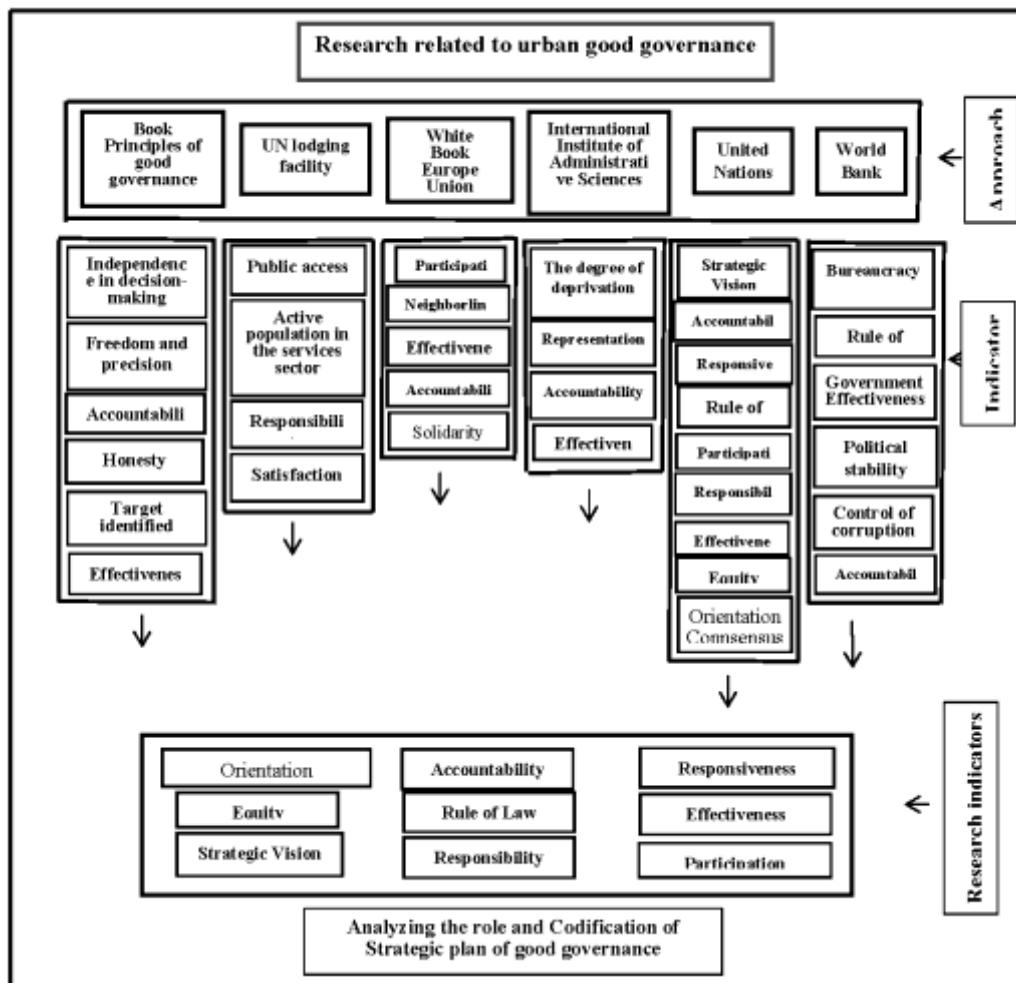 Research related to urban good governance
Book
Principles of
good
governance
UN lodging
facility
White
Book
Europe
Union
International
Institute of
Administrati
ve Sciences
United
Nations
World
Bank
Approach
Independenc
e in decision-
making
Freedom and
precision
Accountabili
Honesty
Target
identified
Effectivenes
Public access
Active
population in
the services
sector
Responsibili
Satisfaction
Participati
Neighborlin
Effectivene
Accountabili
Solidarity
The degree of
deprivation
Representation
Accountability
Effectiven
Strategic
Vision
Accountabil
Responsive
Rule of
Participati
Responsibil
Effectivene
Equity
Orientation
Connsensus
Bureaucracy
Rule of
Government
Effectiveness
Political
stability
Control of
corruption
Accountabil
Indicator
Orientation
Equity
Strategic Vision
Accountability
Rule of Law
Responsibility
Responsiveness
Effectiveness
Participation
Research indicators
Analyzing the role and Codification of
Strategic plan of good governance